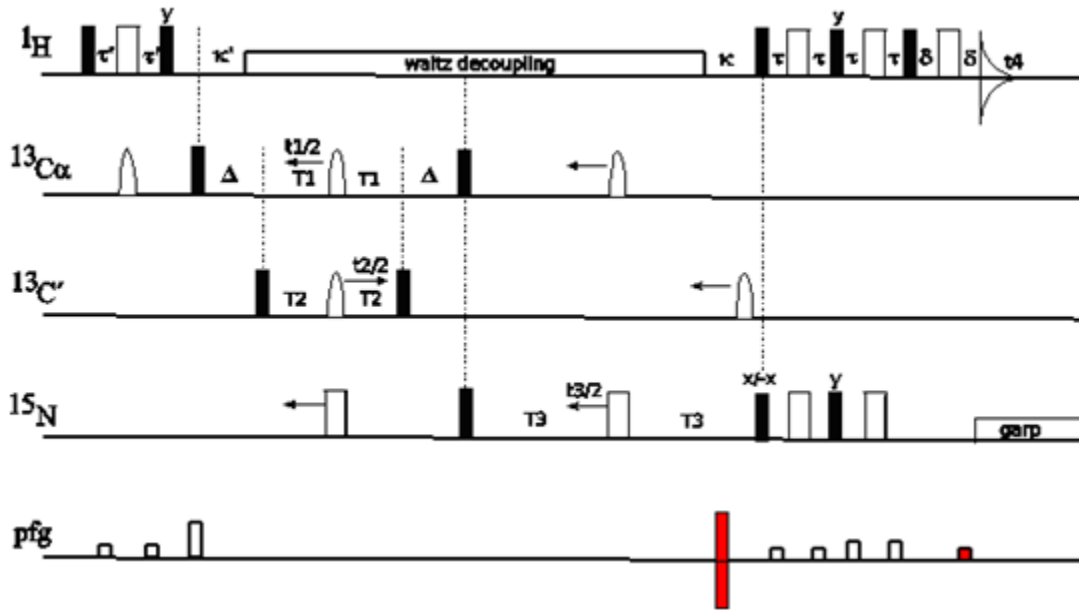 y y
1H τ' τ' κ' waltz decoupling κ τ τ τ τ δ δ t4
t1/2
13Cα Δ T1 T1 Δ
t2/2
13C' T2 T2
x/-x y
t3/2
15N T3 T3 garp
pfg